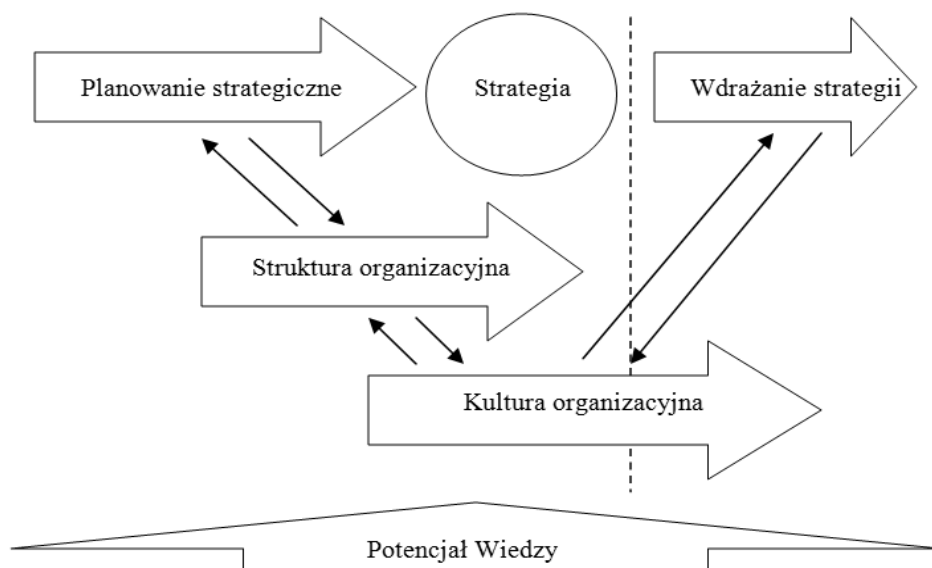 Planowanie strategiczne
Strategia
Wdrażanie strategii
Struktura organizacyjna
Kultura organizacyjna
Potencjał Wiedzy